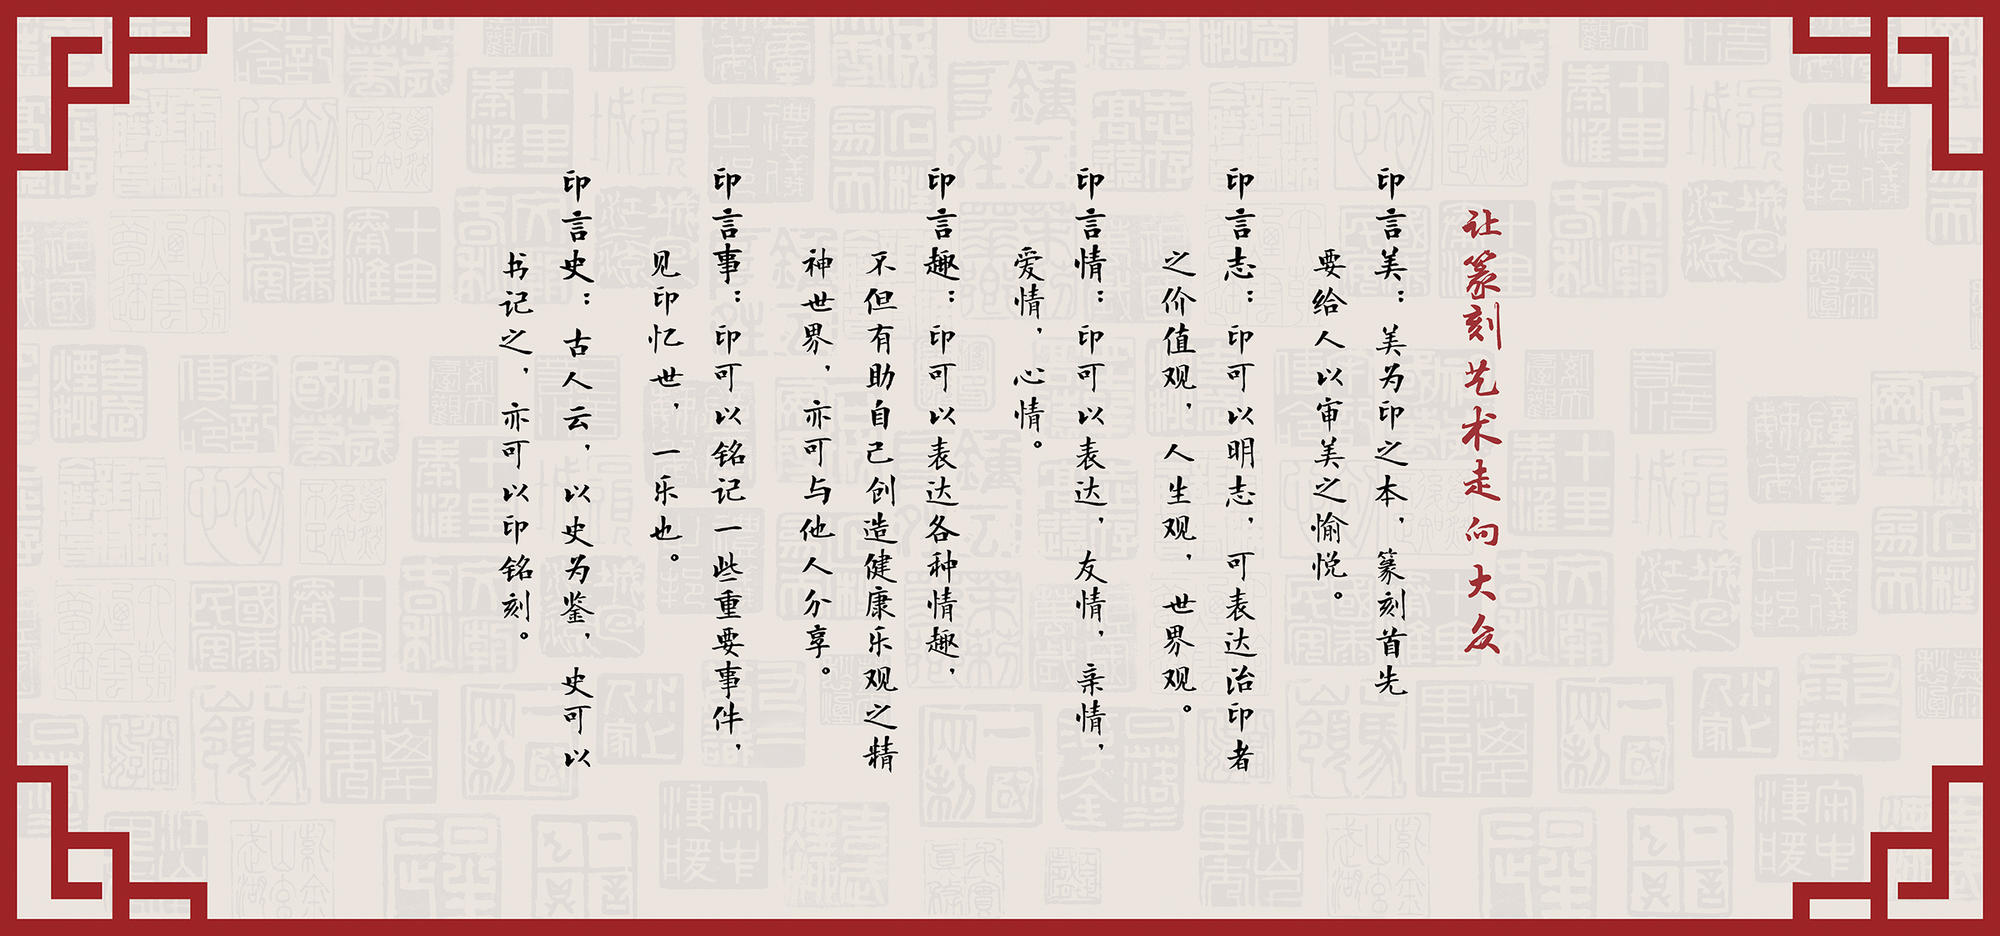 让篆刻艺术走向大众
印言美：美为印之本，篆刻首先
要给人以审美之愉悦。
印言志：印可以明志，可表达治印者
之价值观，人生观，世界观。
印言情：印可以表达，友情，亲情，
爱情，心情。
印言趣：印可以表达各种情趣，
不但有助自己创造健康乐观之精
神世界，亦可与他人分享。
印言事：印可以铭记一些重要事件，
见印忆世，一乐也。
印言史：古人云，以史为鉴，史可以
书记之，亦可以印铭刻。